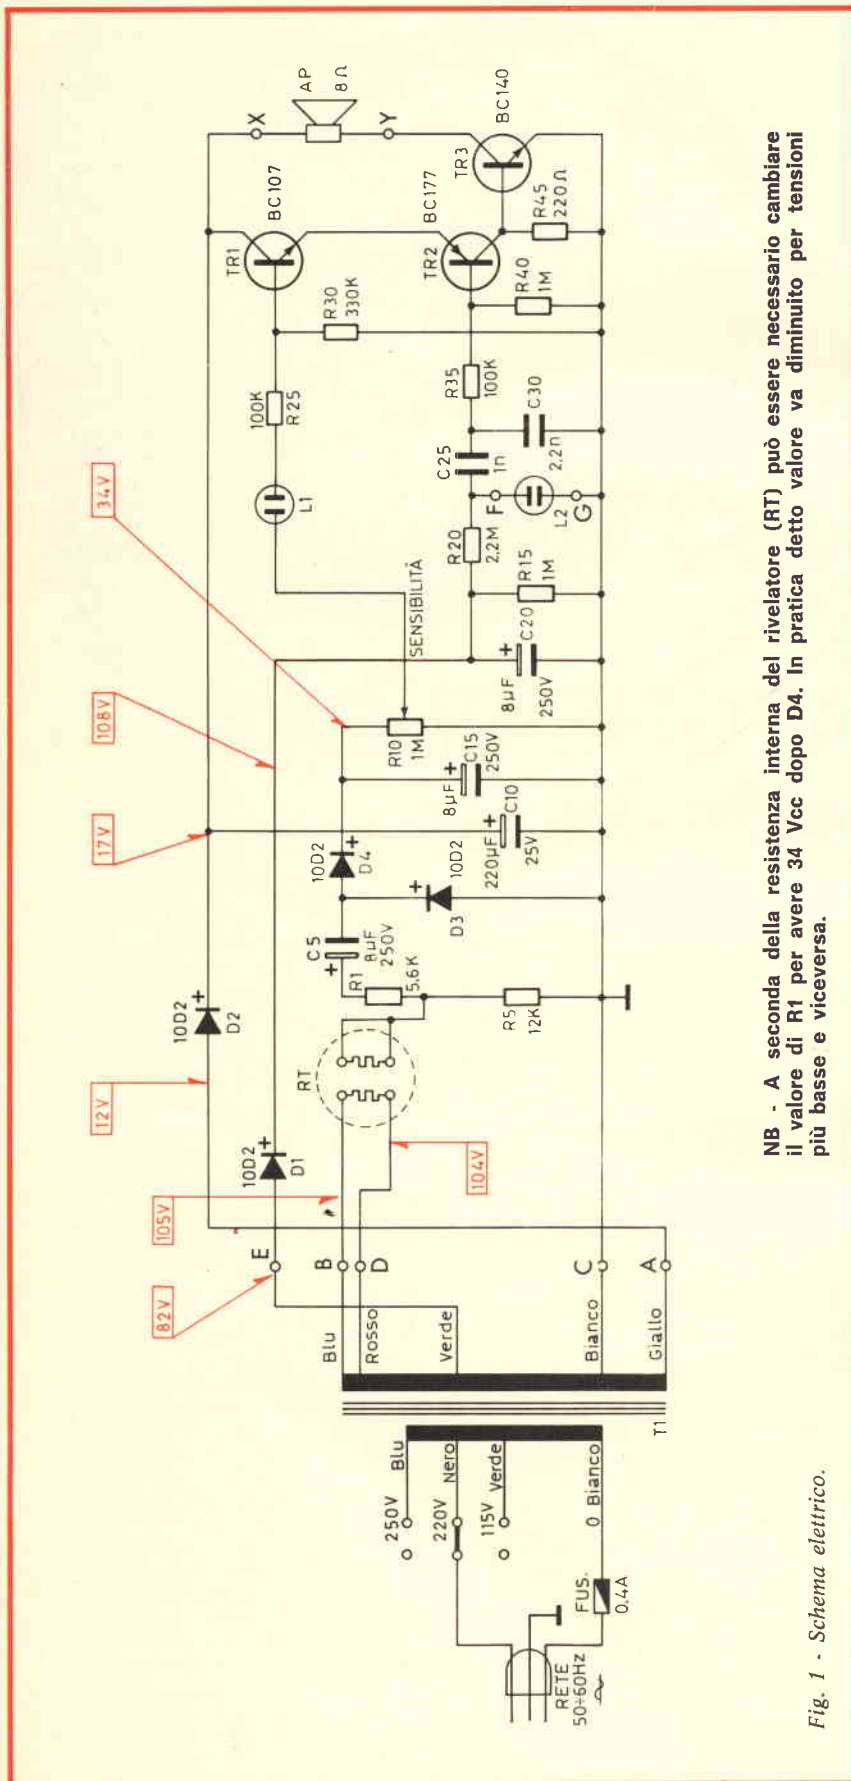 RETE
50÷60Hz
FUS.
0,4A
250V
220V
115V
Blu
Nero
Verde
0 Bianco
T1
Blu
Rosso
Verde
Bianco
Giallo
E
B
D
C
A
82V
105V
104V
12V
17V
108V
34V
10D2
D1
10D2
D2
RT
R1
5,6K
R5
12K
C5
8µF
250V
10D2
D4
10D2
D3
220µF
C10
25V
8µF
C15
250V
R10
1M
SENSIBILITÀ
8µF
C20
250V
R15
1M
R20
2,2M
F
G
L2
L1
C25
1n
C30
2,2n
100K
R25
R30
330K
R35
100K
R40
1M
R45
220Ω
TR1
BC107
TR2
BC177
TR3
BC140
X
Y
AP
8Ω
NB - A seconda della resistenza interna del rivelatore (RT) può essere necessario cambiare
il valore di R1 per avere 34 Vcc dopo D4. In pratica detto valore va diminuito per tensioni
più basse e viceversa.
Fig. 1 - Schema elettrico.